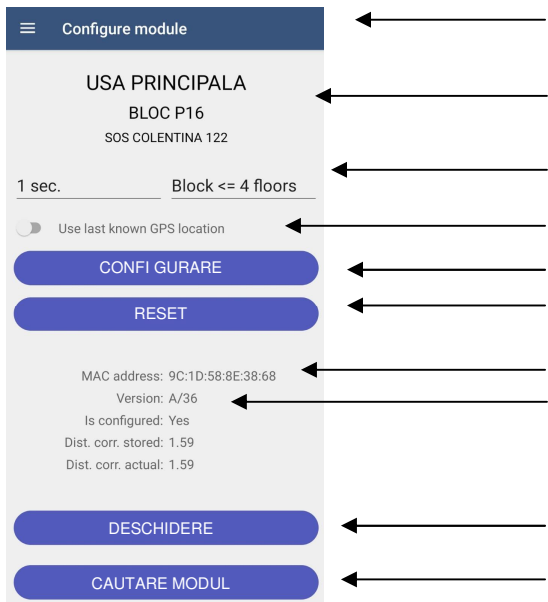 Configure module
USA PRINCIPALA
BLOC P16
SOS COLENTINA 122
1 sec. Block <= 4 floors
Use last known GPS location
CONFI GURARE
RESET
MAC address: 9C:1D:58:8E:38:68
Version: A/36
Is configured: Yes
Dist. corr. stored: 1.59
Dist. corr. actual: 1.59
DESCHIDERE
CAUTARE MODUL